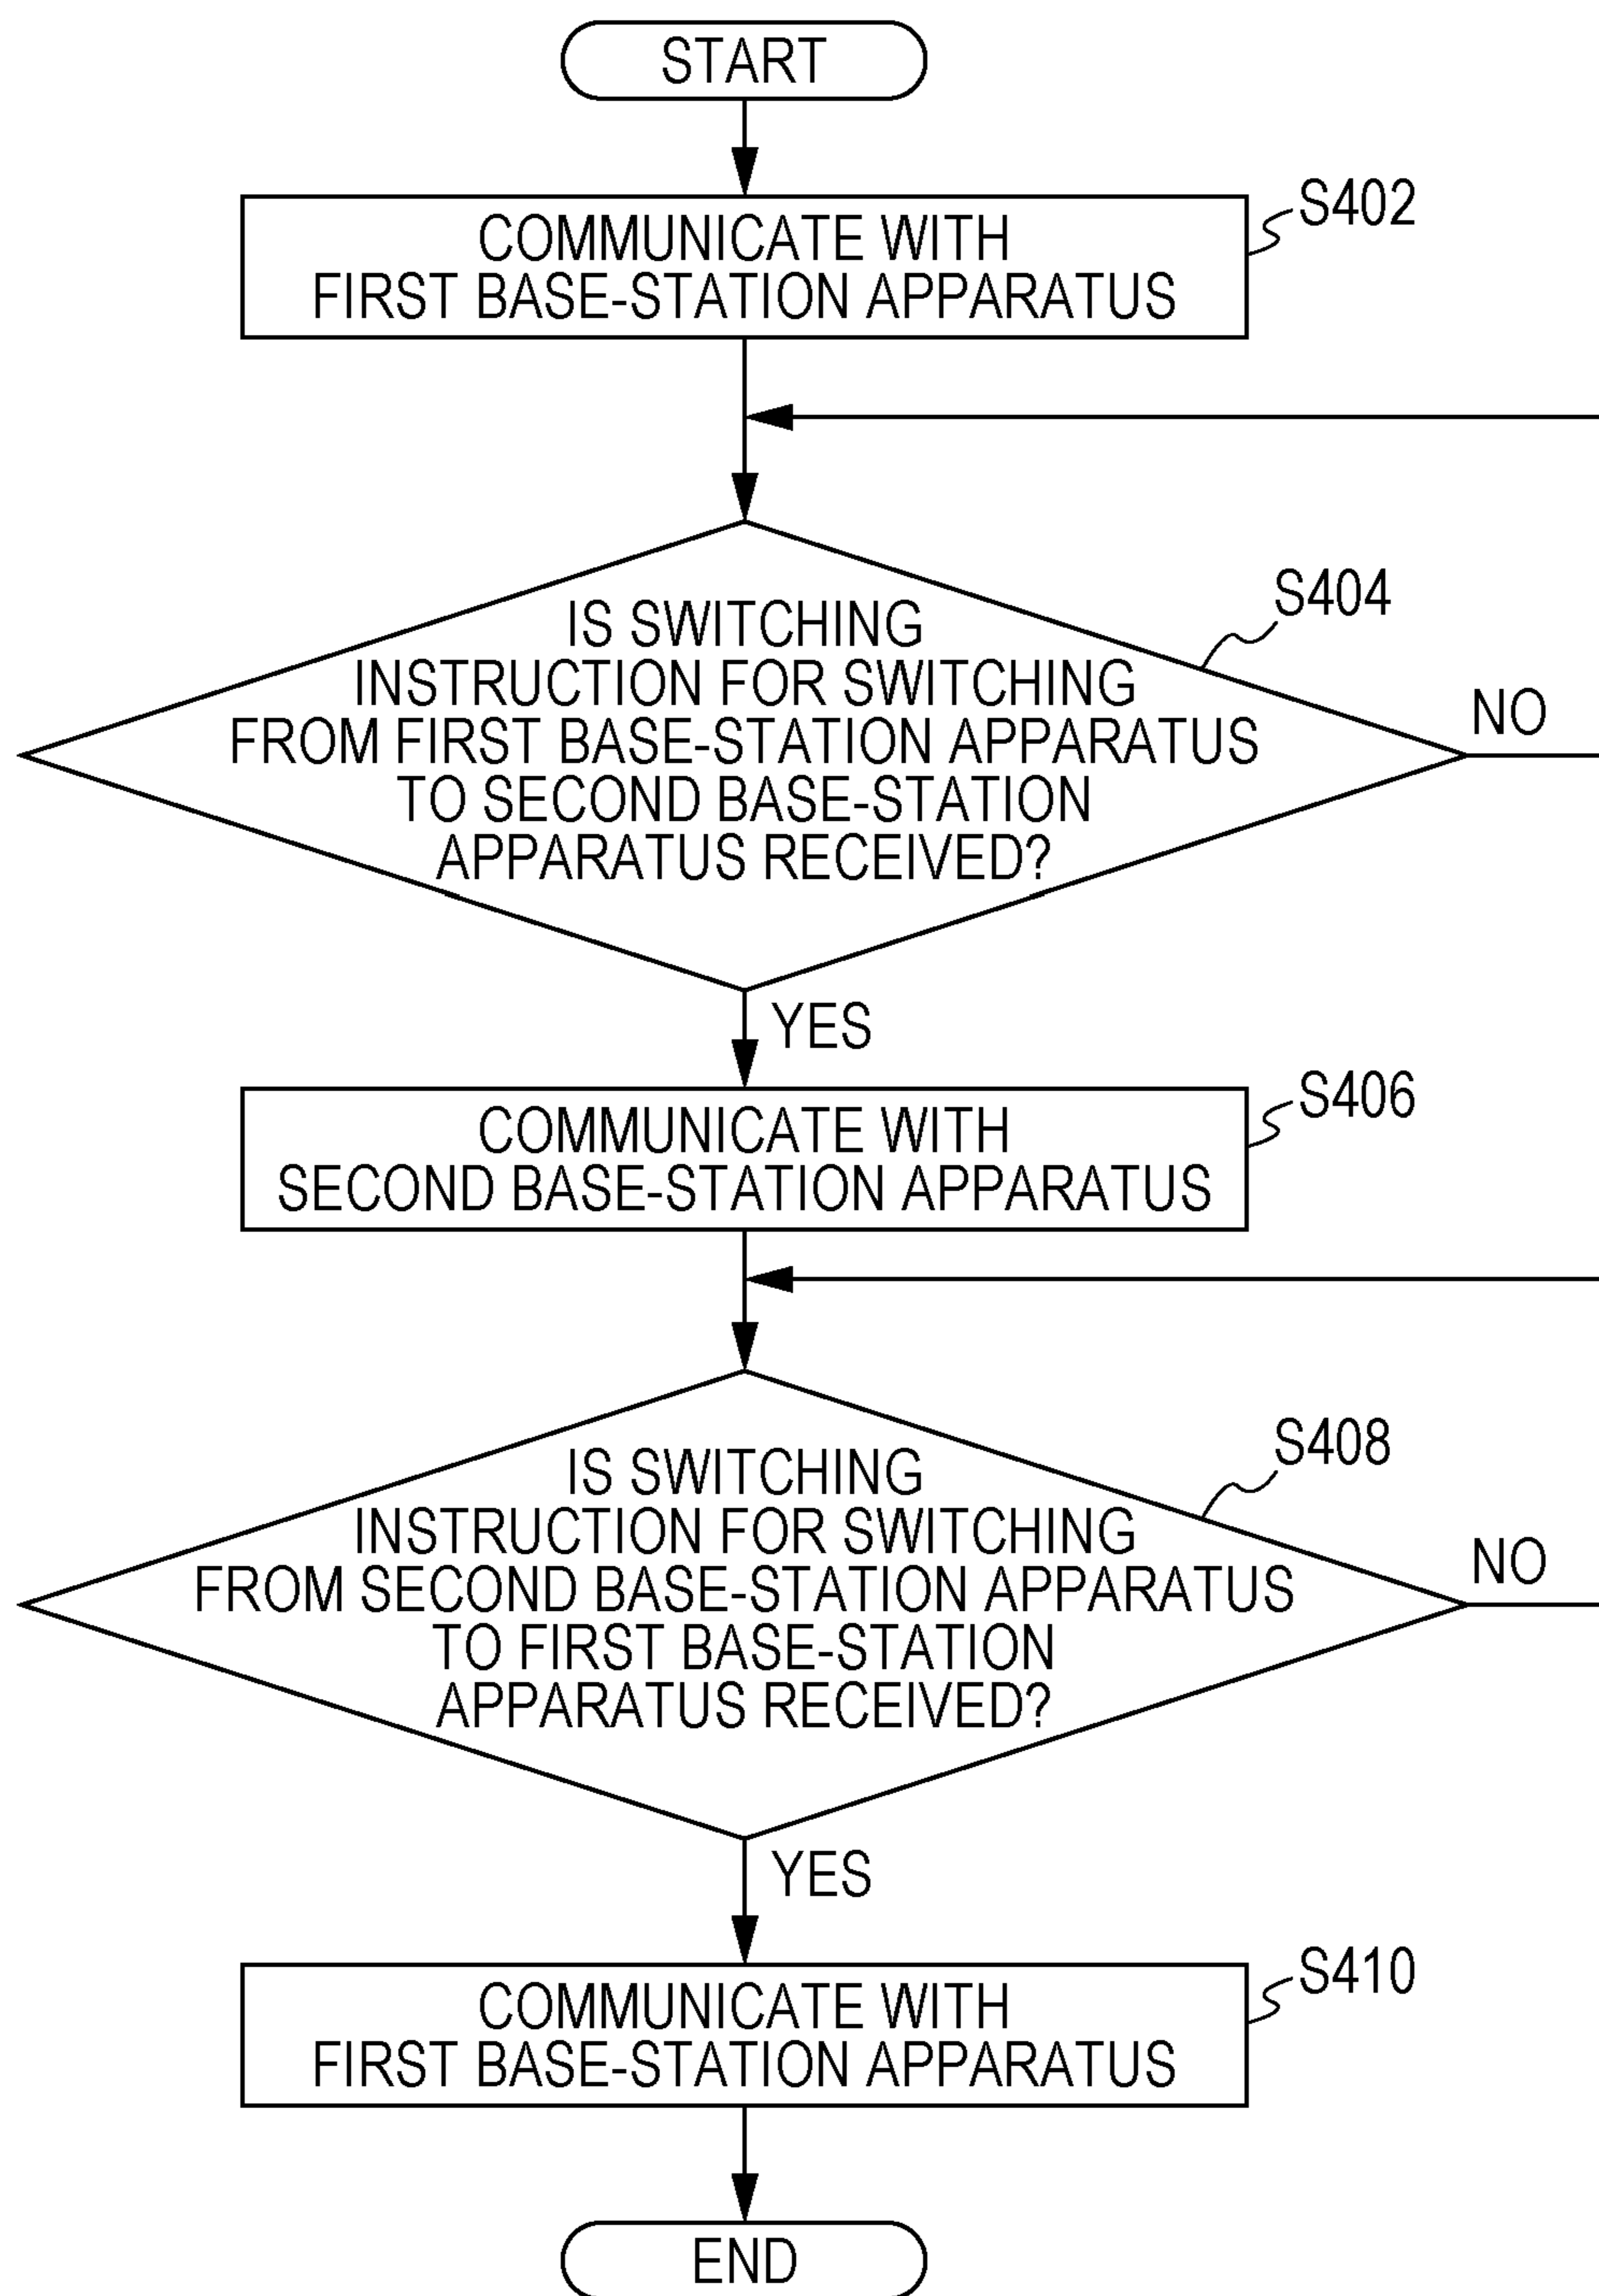 START
COMMUNICATE WITH
FIRST BASE-STATION APPARATUS
S402
IS SWITCHING
INSTRUCTION FOR SWITCHING
FROM FIRST BASE-STATION APPARATUS
TO SECOND BASE-STATION
APPARATUS RECEIVED?
S404
NO
YES
COMMUNICATE WITH
SECOND BASE-STATION APPARATUS
S406
IS SWITCHING
INSTRUCTION FOR SWITCHING
FROM SECOND BASE-STATION APPARATUS
TO FIRST BASE-STATION
APPARATUS RECEIVED?
S408
NO
YES
COMMUNICATE WITH
FIRST BASE-STATION APPARATUS
S410
END